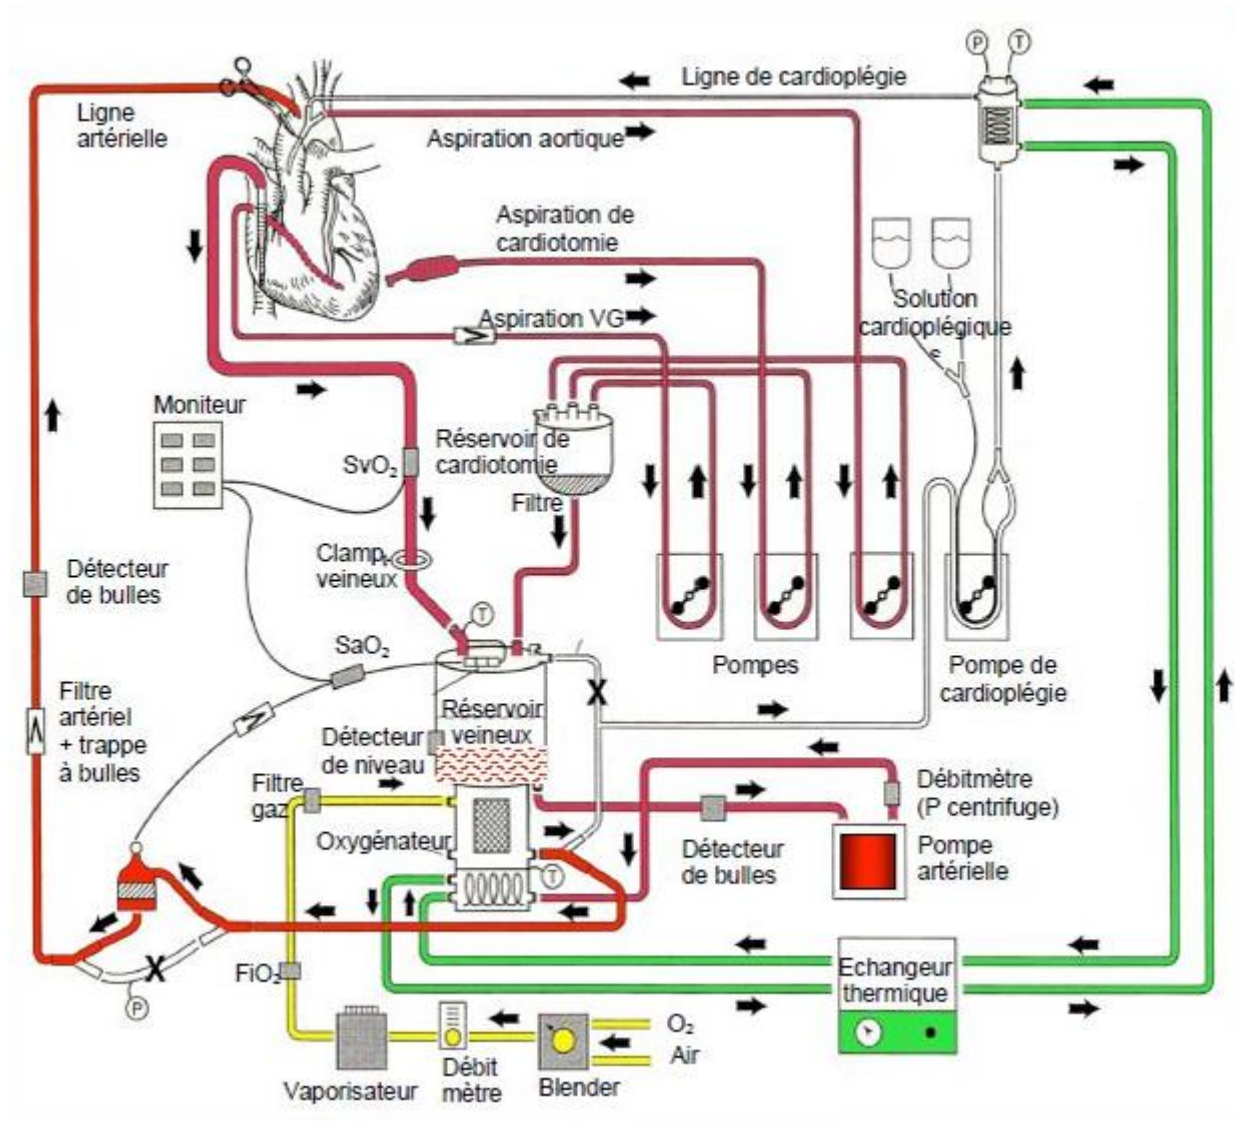 P
T
Ligne de cardioplégie
Ligne
artérielle
Aspiration aortique
Aspiration de
cardiotomie
Solution
cardioplégique
s
Aspiration VG
Moniteur
Réservoir de
cardiotomie
SvO₂
Filtre
Clamp
veineux
Détecteur
de bulles
T
SaO₂
Pompes
Pompe de
cardioplégie
Filtre
artériel
+ trappe
à bulles
X
Réservoir
veineux
Détecteur
de niveau
Filtre
gaz
Débitmètre
(P centrifuge)
Oxygénateur
Détecteur
de bulles
Pompe
artérielle
T
X
P
FiO₂
Echangeur
thermique
O₂
Air
Vaporisateur
Débit
mètre
Blender